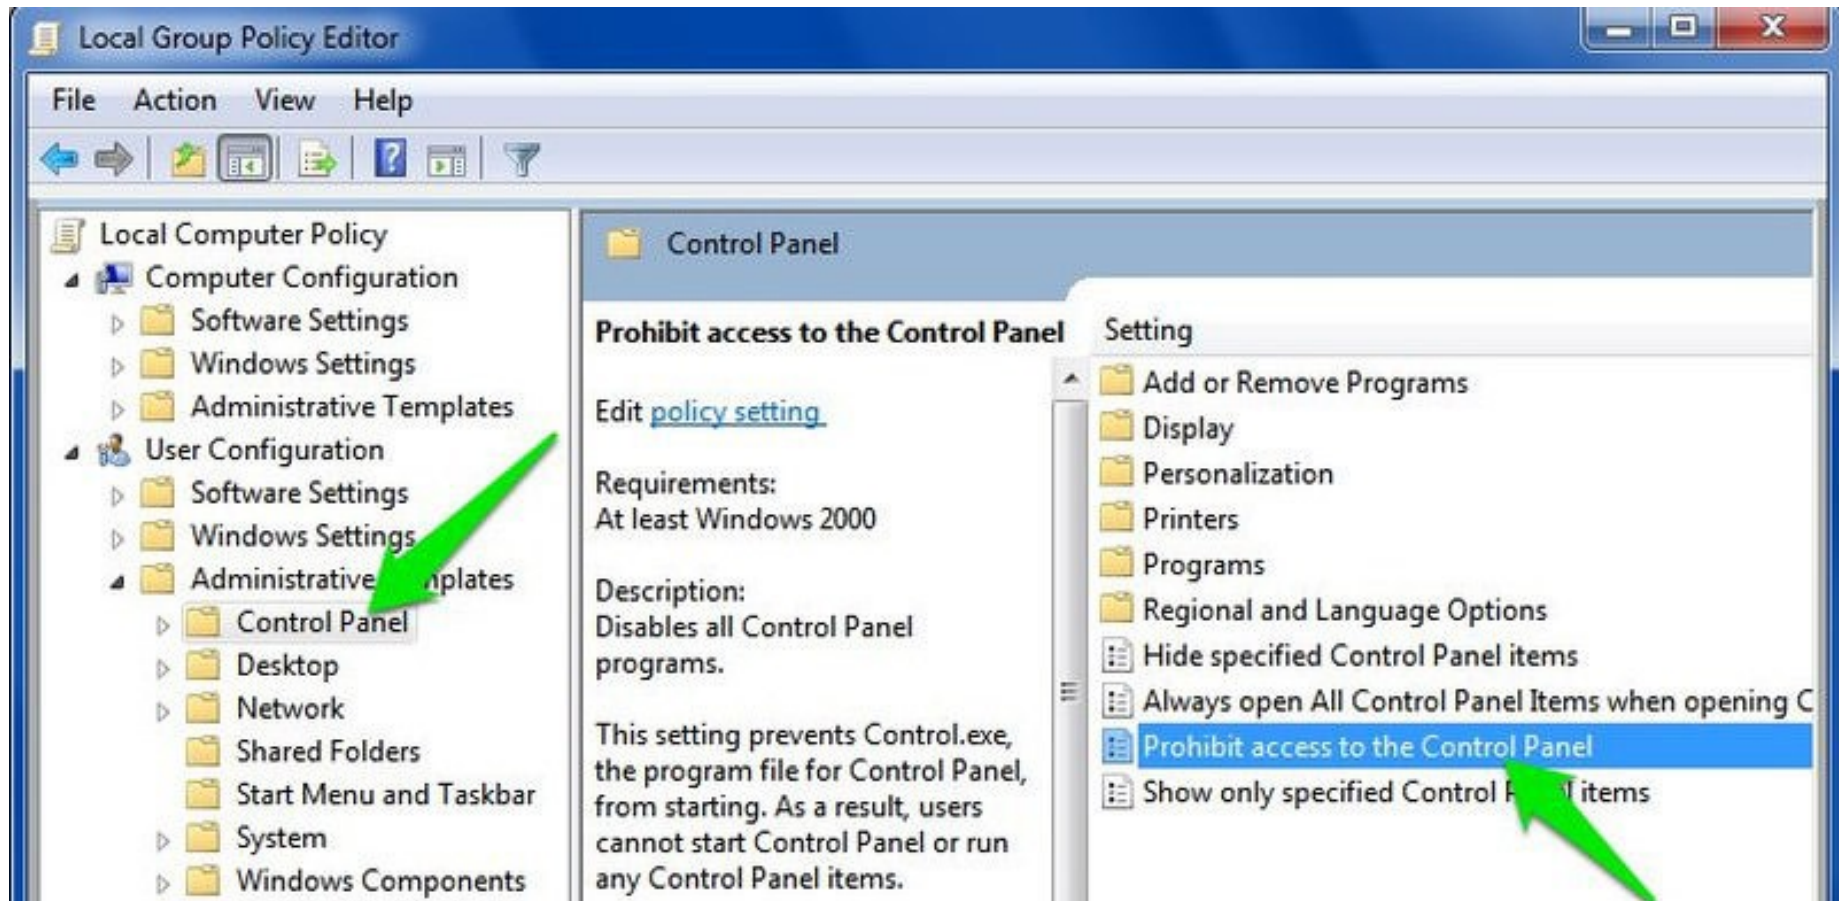 Local Group Policy Editor
File Action View Help
Local Computer Policy
Computer Configuration
Software Settings
Windows Settings
Administrative Templates
User Configuration
Software Settings
Windows Settings
Administrative mplates
Control Panel
Desktop
Network
Shared Folders
Start Menu and Taskbar
System
Windows Components
Control Panel
Prohibit access to the Control Panel
Edit policy setting
Requirements:
At least Windows 2000
Description:
Disables all Control Panel
programs.
This setting prevents Control.exe,
the program file for Control Panel,
from starting. As a result, users
cannot start Control Panel or run
any Control Panel items.
Setting
Add or Remove Programs
Display
Personalization
Printers
Programs
Regional and Language Options
Hide specified Control Panel items
Always open All Control Panel Items when opening C
Prohibit access to the Control Panel
Show only specified Control P el items